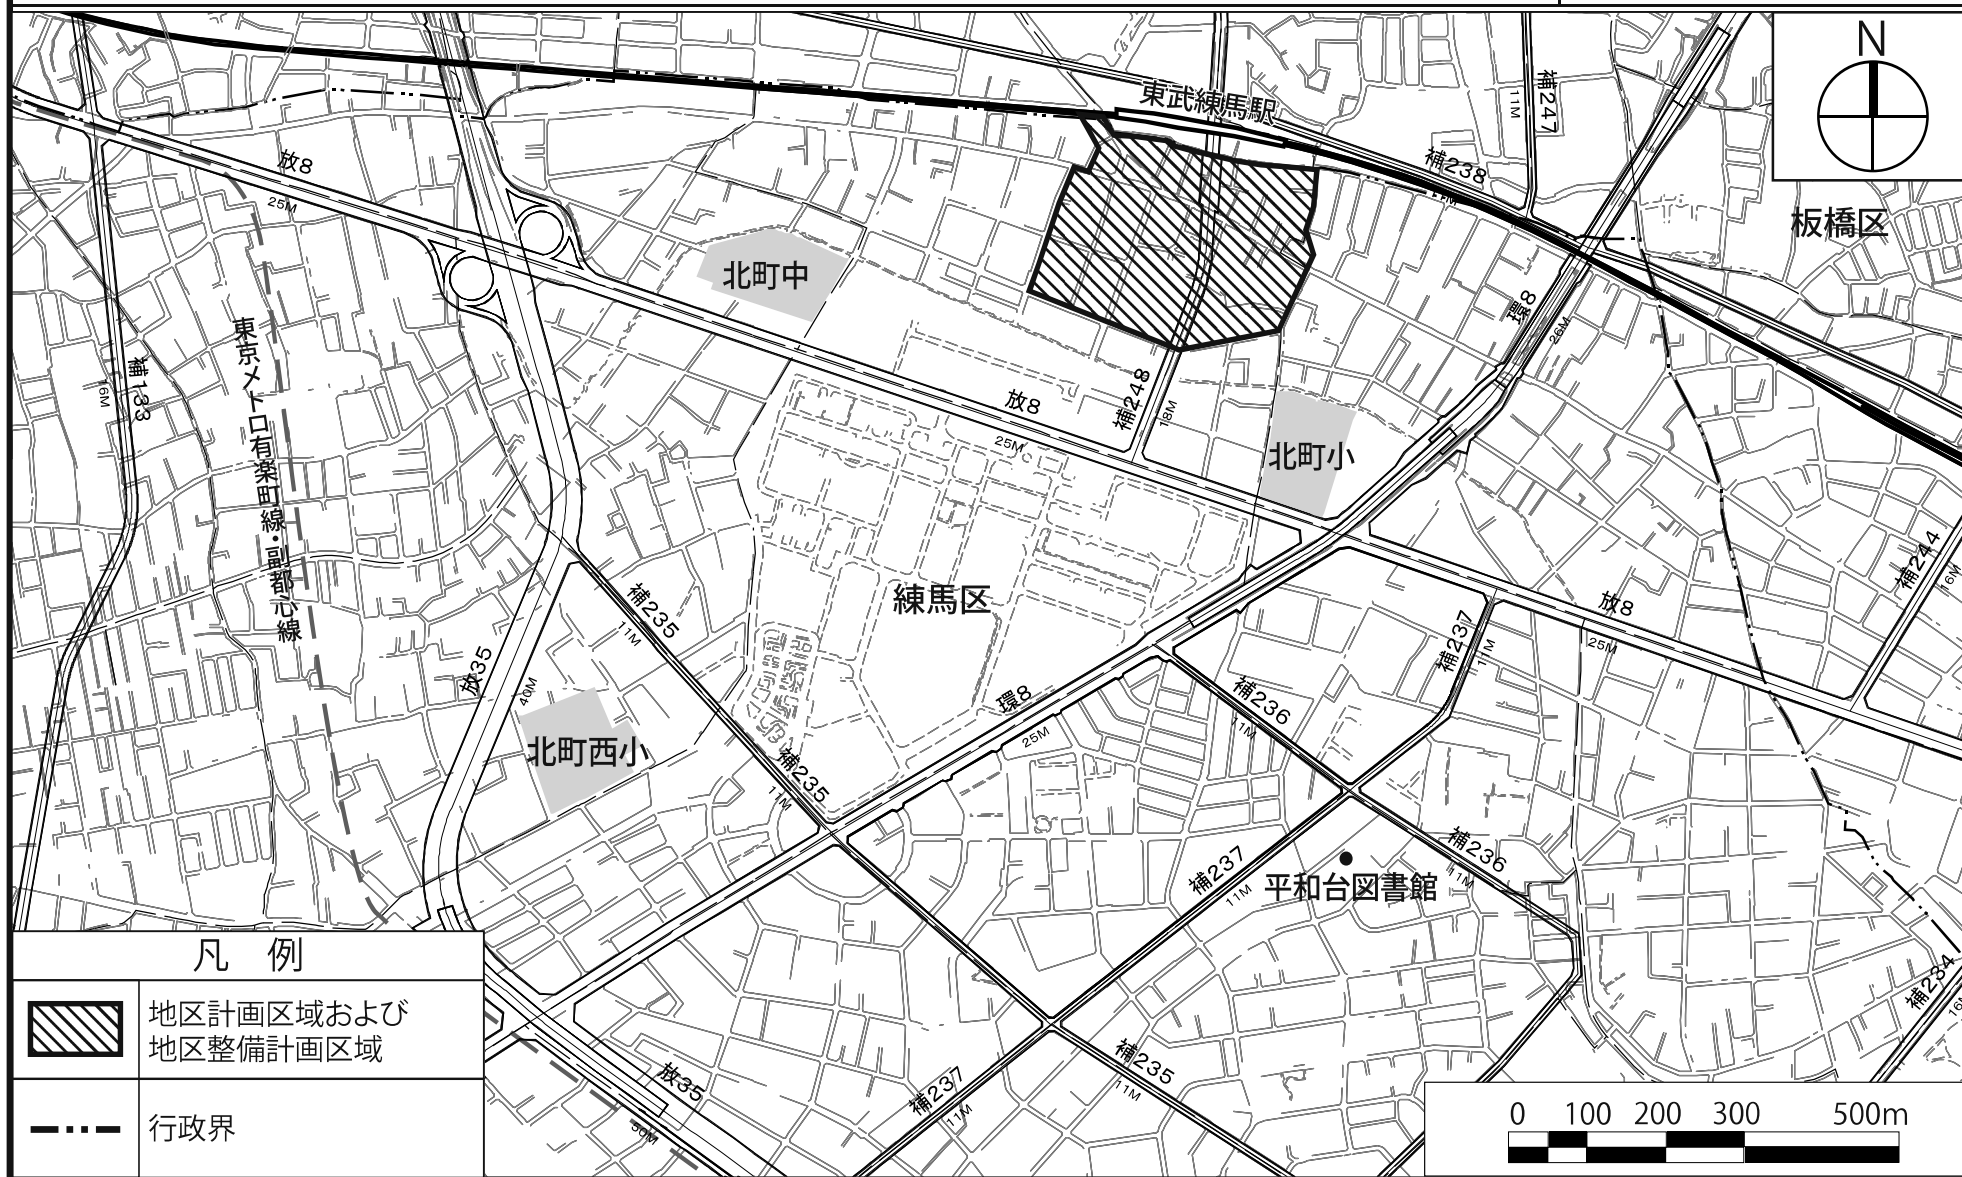 N
東武練馬駅
補247
11M
補238
11M
板橋区
放8
25M
北町中
環8
26M
補133
16M
東京メトロ有楽町線・副都心線
放8
25M
補248
18M
北町小
練馬区
補235
11M
放35
40M
北町西小
補235
11M
環8
25M
補236
11M
補237
11M
放8
25M
補244
16M
補237
11M
平和台図書館
補236
11M
補234
16M
放35
50M
補237
11M
補235
11M
凡 例
地区計画区域および
地区整備計画区域
行政界
0 100 200 300 500m